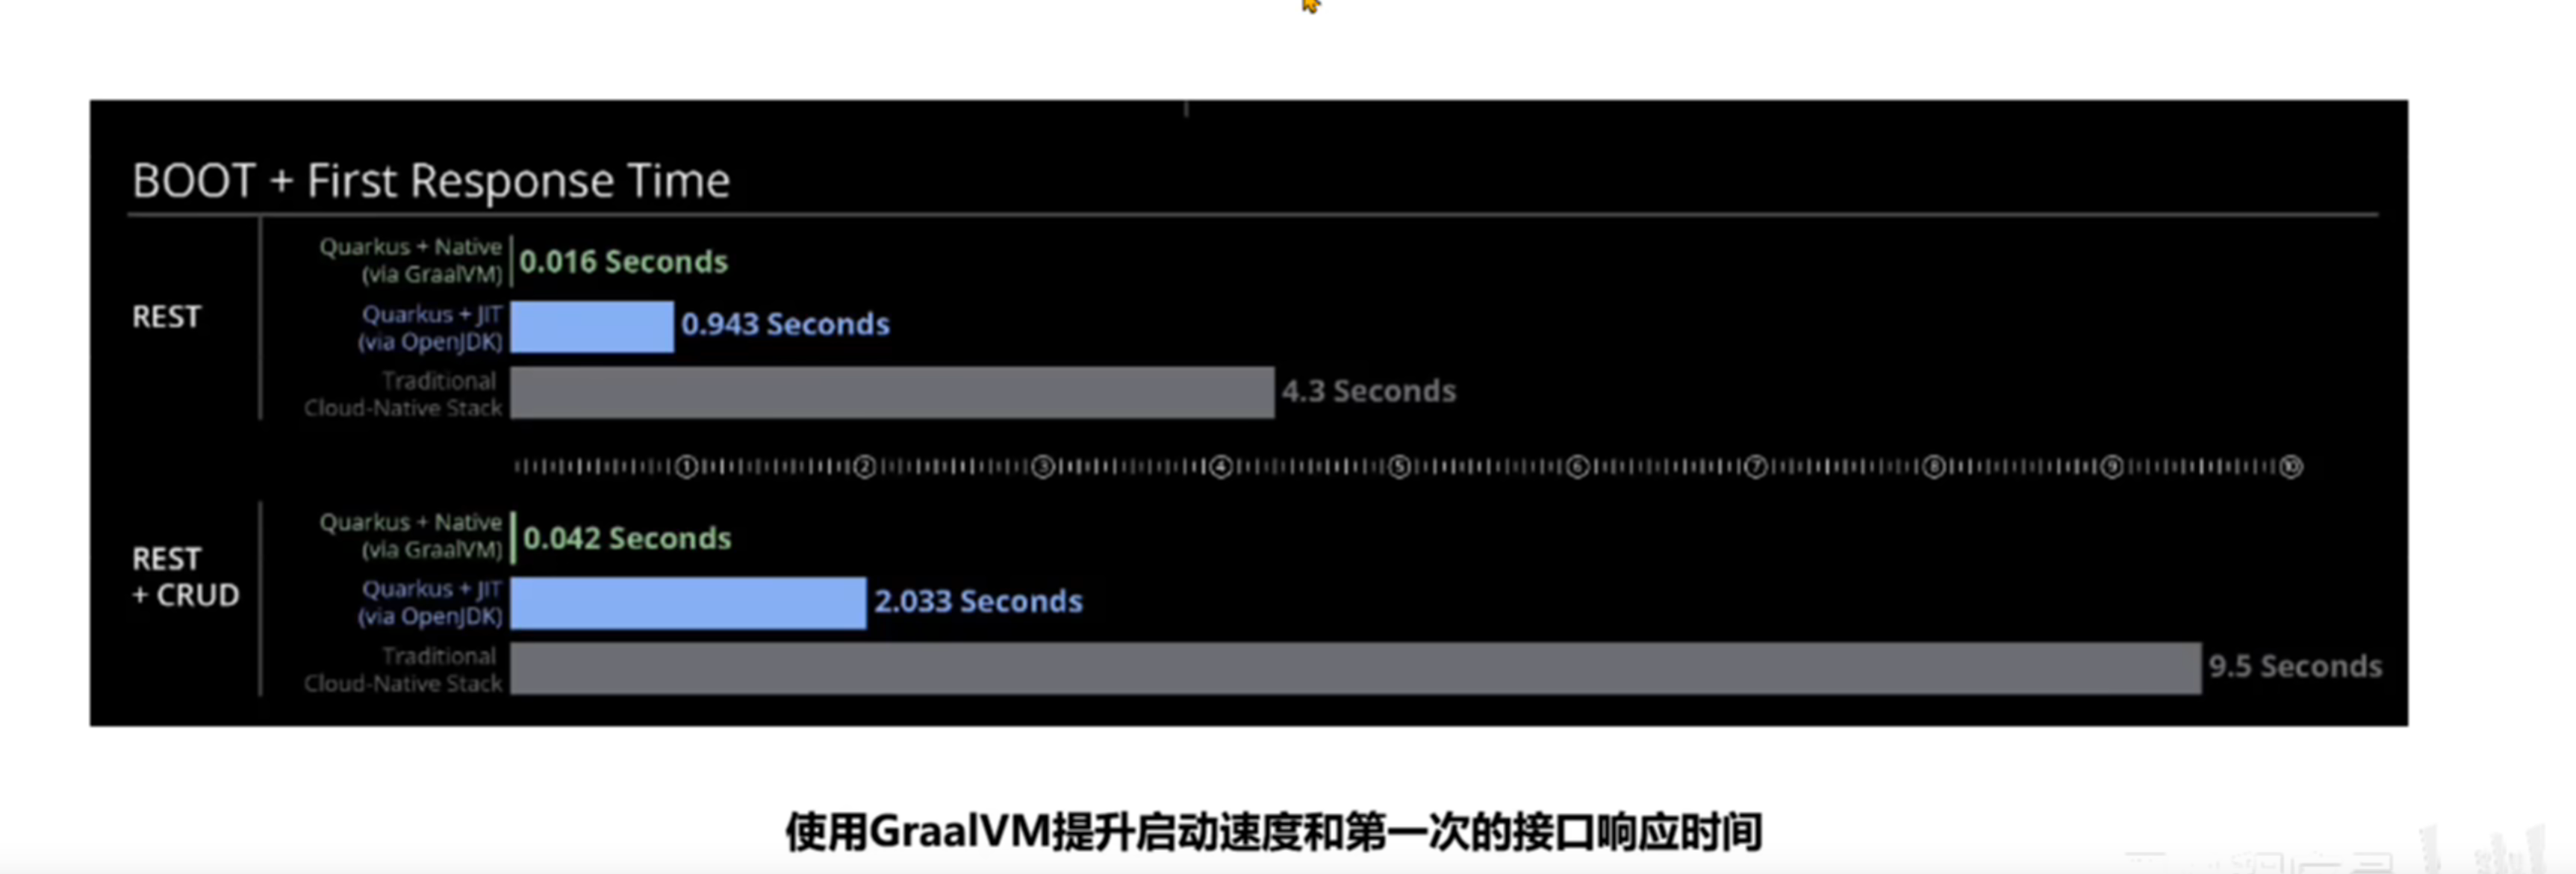 BOOT + First Response Time
REST
Quarkus + Native
(via GraalVM)
0.016 Seconds
Quarkus + JIT
(via OpenJDK)
0.943 Seconds
Traditional
Cloud-Native Stack
4.3 Seconds
① ② ③ ④ ⑤ ⑥ ⑦ ⑧ ⑨ ⑩
REST
+ CRUD
Quarkus + Native
(via GraalVM)
0.042 Seconds
Quarkus + JIT
(via OpenJDK)
2.033 Seconds
Traditional
Cloud-Native Stack
9.5 Seconds
使用GraalVM提升启动速度和第一次的接口响应时间